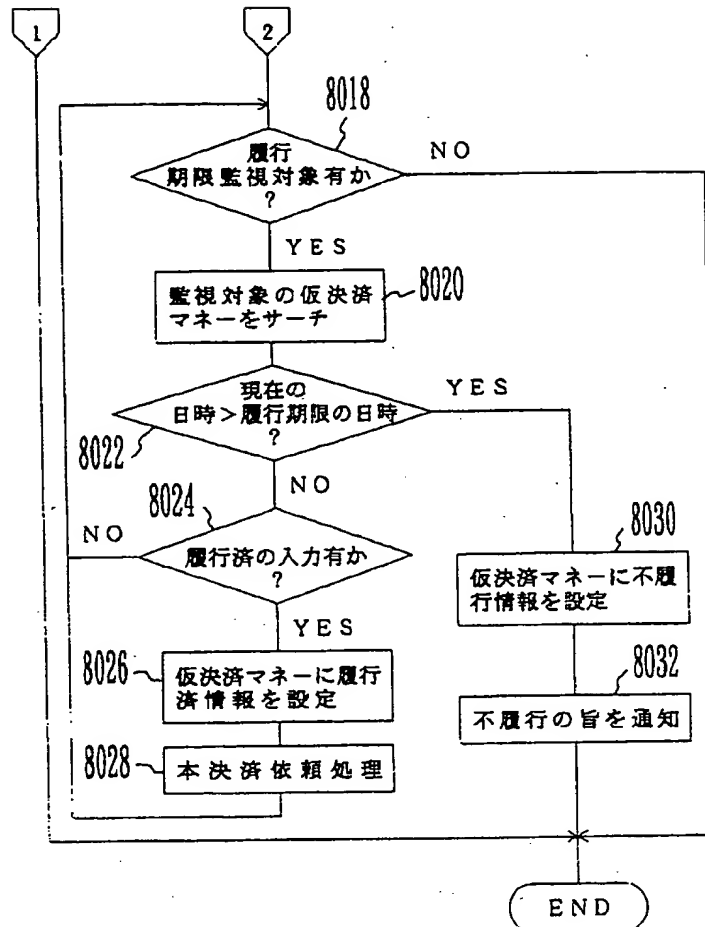 1
2
8018
履行
期限監視対象有か
?
NO
YES
監視対象の仮決済
マネーをサーチ
8020
現在の
日時>履行期限の日時
?
YES
8022
NO
8024
NO
履行済の入力有か
?
YES
8030
仮決済マネーに不履
行情報を設定
8026
仮決済マネーに履行
済情報を設定
8032
不履行の旨を通知
8028
本決済依頼処理
END